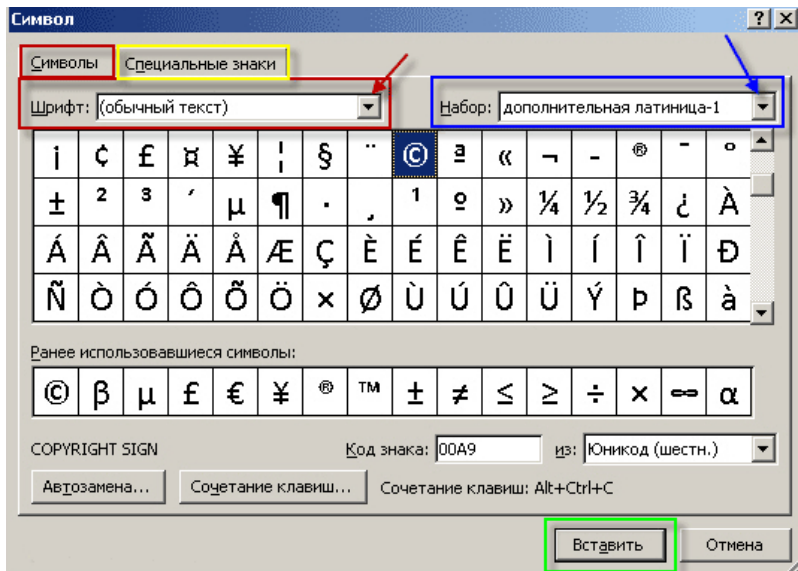 Символ
Символы Специальные знаки
Шрифт: (обычный текст) Набор: дополнительная латиница-1
¡ ¢ £ ¤ ¥ ¦ § ¨ © ª « ¬ - ® ¯ °
± ² ³ ´ µ ¶ · ¸ ¹ º » ¼ ½ ¾ ¿ À
Á Â Ã Ä Å Æ Ç È É Ê Ë Ì Í Î Ï Ð
Ñ Ò Ó Ô Õ Ö × Ø Ù Ú Û Ü Ý Þ ß à
Ранее использовавшиеся символы:
© β µ £ € ¥ ® ™ ± ≠ ≤ ≥ ÷ × ∞ α
COPYRIGHT SIGN Код знака: 00A9 из: Юникод (шестн.)
Автозамена... Сочетание клавиш... Сочетание клавиш: Alt+Ctrl+C
Вставить Отмена